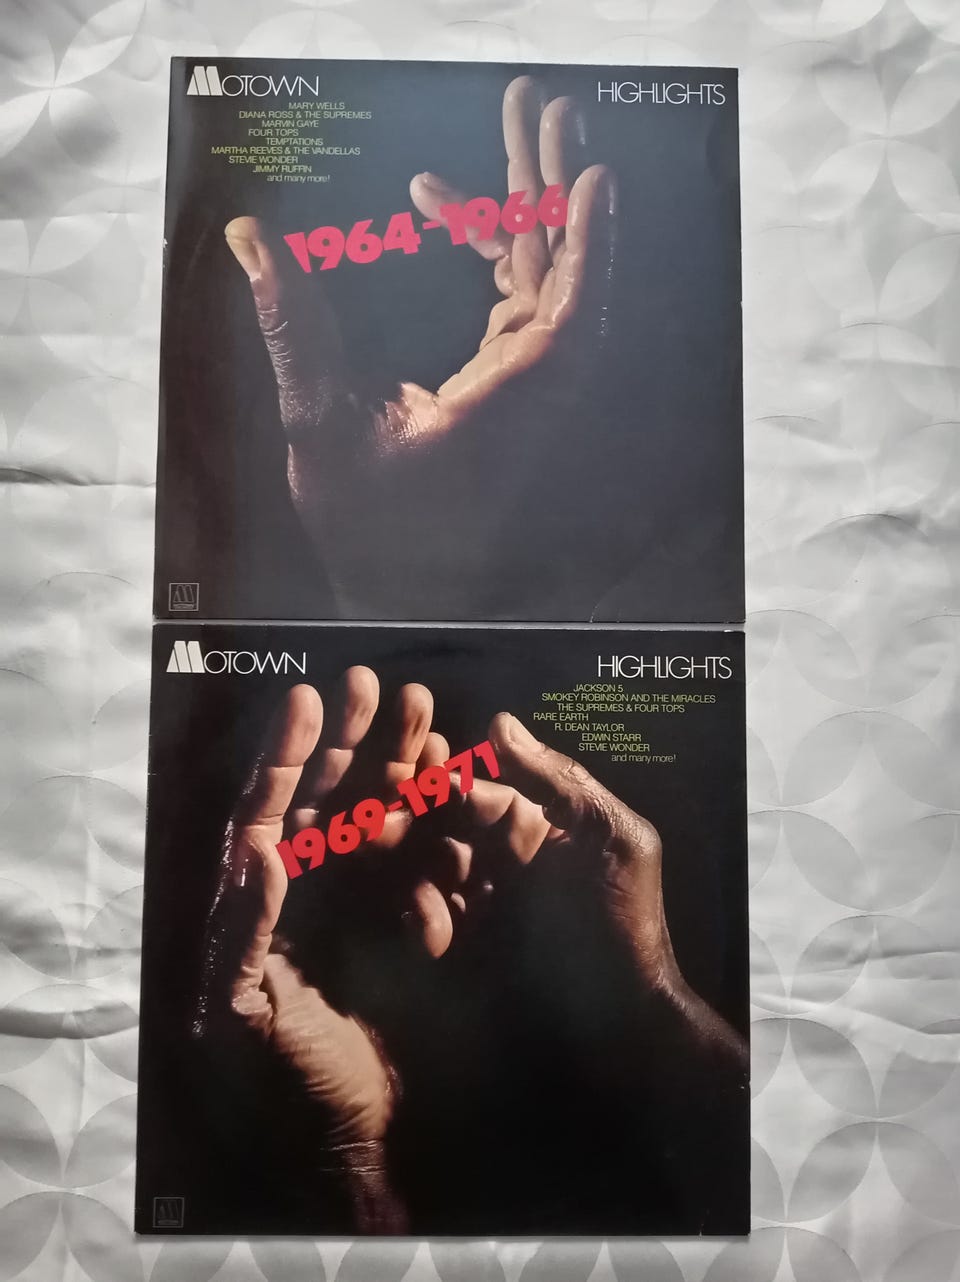 MOTOWN HIGHLIGHTS
MARY WELLS
DIANA ROSS & THE SUPREMES
MARVIN GAYE
FOUR TOPS
TEMPTATIONS
MARTHA REEVES & THE VANDELLAS
STEVIE WONDER
JIMMY RUFFIN
and many more!
1964-1966
MOTOWN HIGHLIGHTS
JACKSON 5
SMOKEY ROBINSON AND THE MIRACLES
THE SUPREMES & FOUR TOPS
RARE EARTH
R. DEAN TAYLOR
EDWIN STARR
STEVIE WONDER
and many more!
1969-1971